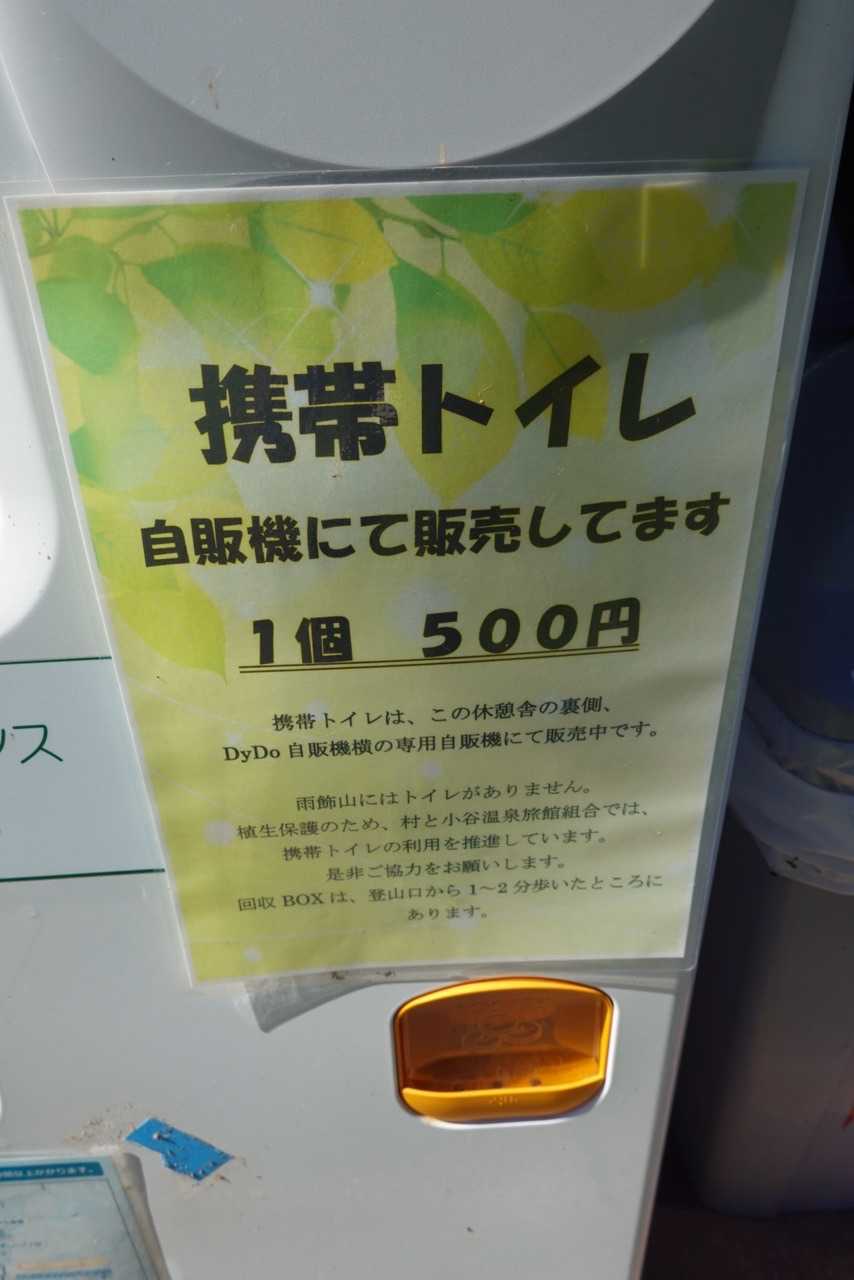 携帯トイレ
自販機にて販売してます
１個　５００円
携帯トイレは、この休憩舎の裏側、
DyDo 自販機横の専用自販機にて販売中です。
雨飾山にはトイレがありません。
植生保護のため、村と小谷温泉旅館組合では、
携帯トイレの利用を推進しています。
是非ご協力をお願いします。
回収 BOX は、登山口から 1～2 分歩いたところに
あります。
ス